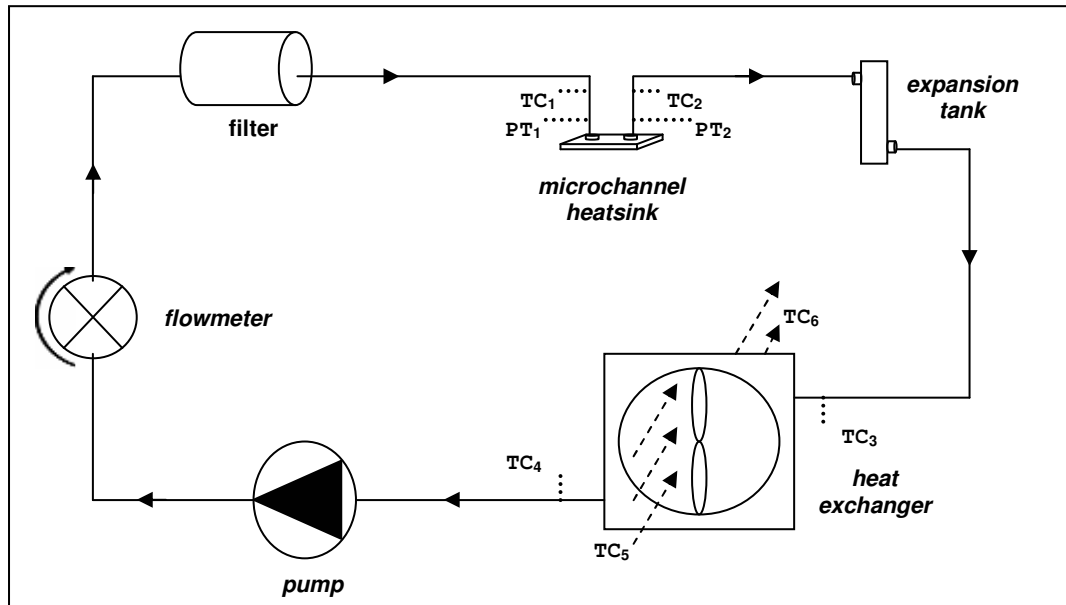 filter
TC₁
TC₂
PT₁
PT₂
expansion
tank
microchannel
heatsink
flowmeter
TC₆
TC₃
TC₄
heat
exchanger
TC₅
pump